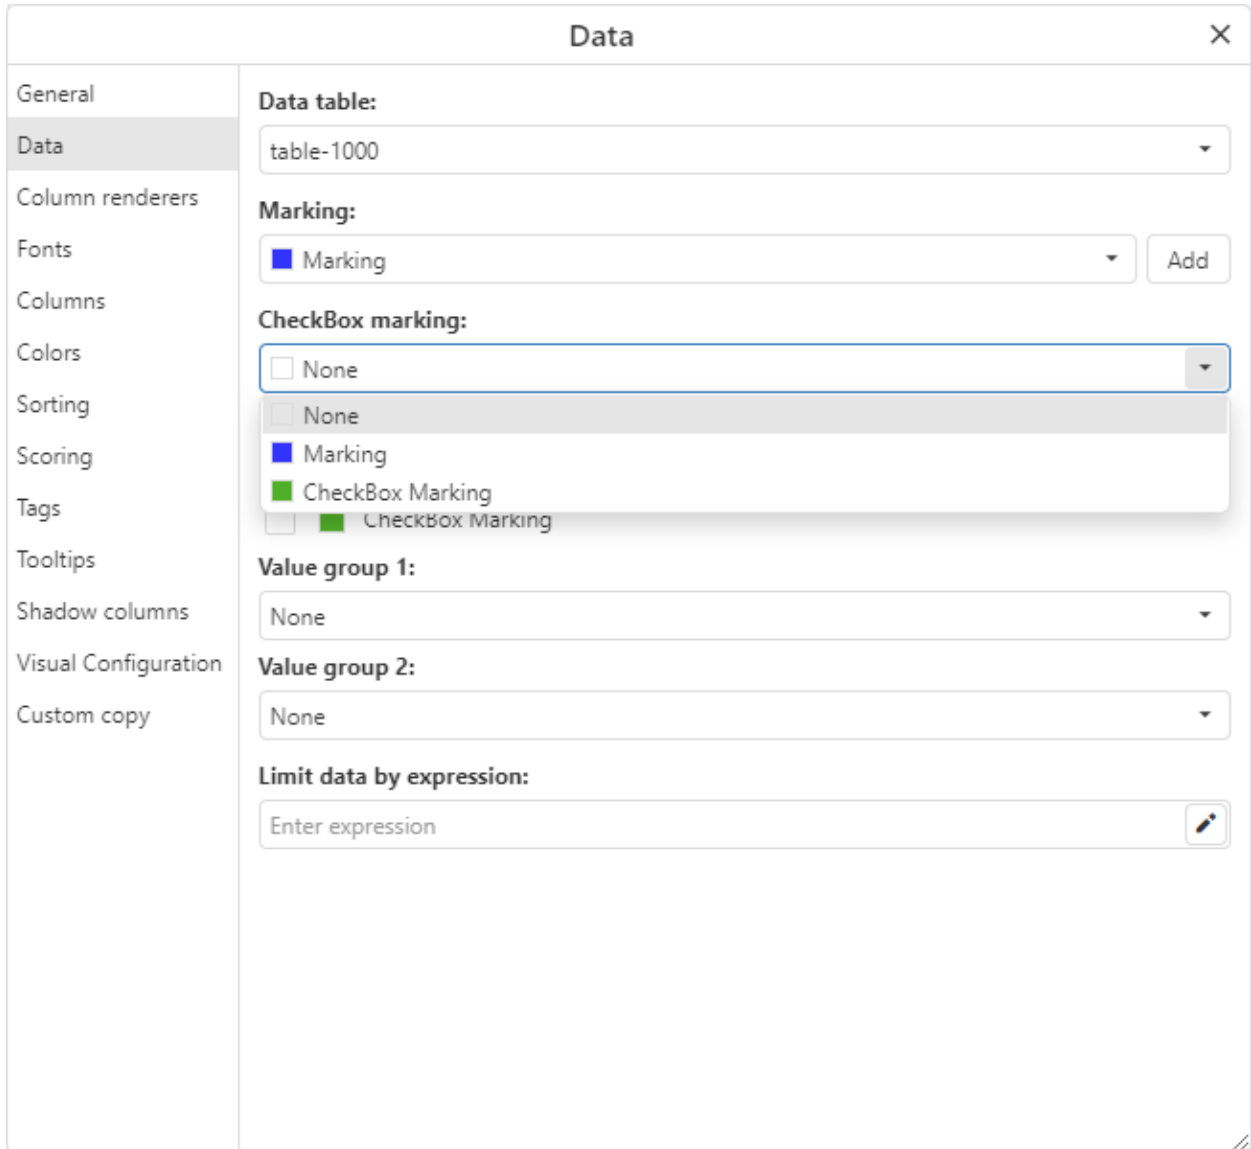 Data
General
Data
Column renderers
Fonts
Columns
Colors
Sorting
Scoring
Tags
Tooltips
Shadow columns
Visual Configuration
Custom copy
Data table:
table-1000
Marking:
Marking
Add
CheckBox marking:
None
None
Marking
CheckBox Marking
CheckBox Marking
Value group 1:
None
Value group 2:
None
Limit data by expression:
Enter expression